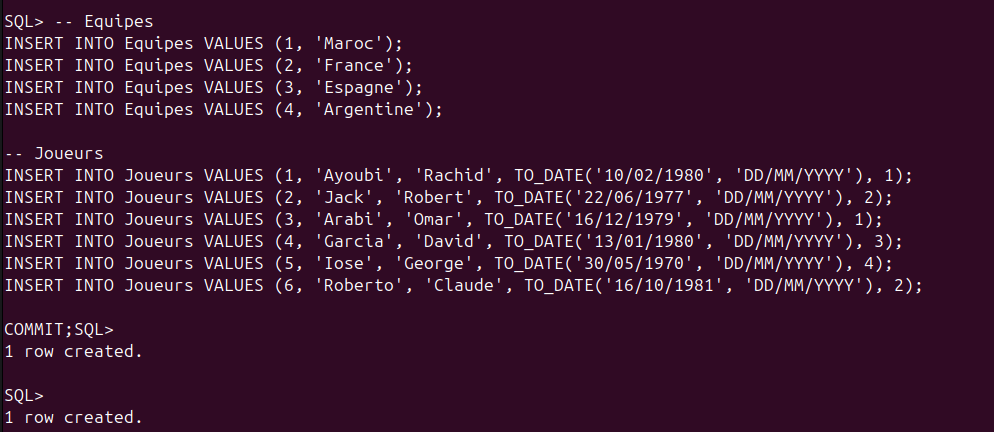 SQL> -- Equipes
INSERT INTO Equipes VALUES (1, 'Maroc');
INSERT INTO Equipes VALUES (2, 'France');
INSERT INTO Equipes VALUES (3, 'Espagne');
INSERT INTO Equipes VALUES (4, 'Argentine');
-- Joueurs
INSERT INTO Joueurs VALUES (1, 'Ayoubi', 'Rachid', TO_DATE('10/02/1980', 'DD/MM/YYYY'), 1);
INSERT INTO Joueurs VALUES (2, 'Jack', 'Robert', TO_DATE('22/06/1977', 'DD/MM/YYYY'), 2);
INSERT INTO Joueurs VALUES (3, 'Arabi', 'Omar', TO_DATE('16/12/1979', 'DD/MM/YYYY'), 1);
INSERT INTO Joueurs VALUES (4, 'Garcia', 'David', TO_DATE('13/01/1980', 'DD/MM/YYYY'), 3);
INSERT INTO Joueurs VALUES (5, 'Iose', 'George', TO_DATE('30/05/1970', 'DD/MM/YYYY'), 4);
INSERT INTO Joueurs VALUES (6, 'Roberto', 'Claude', TO_DATE('16/10/1981', 'DD/MM/YYYY'), 2);
COMMIT;SQL>
1 row created.
SQL>
1 row created.